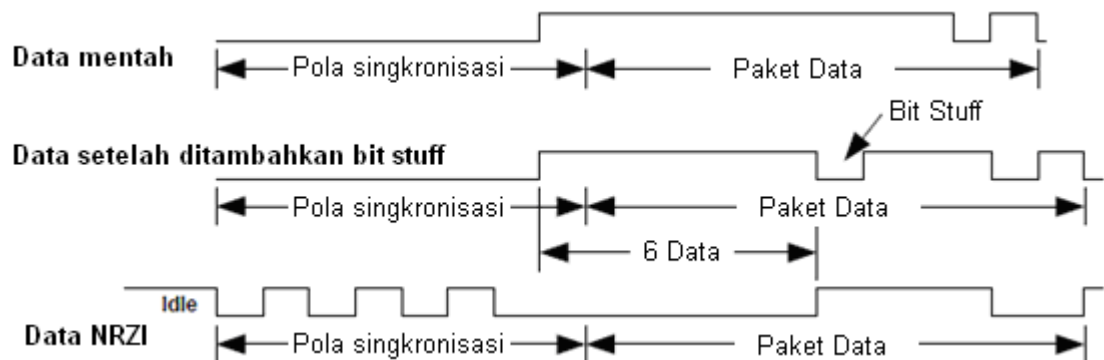 Data mentah
Pola singkronisasi
Paket Data
Bit Stuff
Data setelah ditambahkan bit stuff
Pola singkronisasi
Paket Data
6 Data
Idle
Data NRZI
Pola singkronisasi
Paket Data